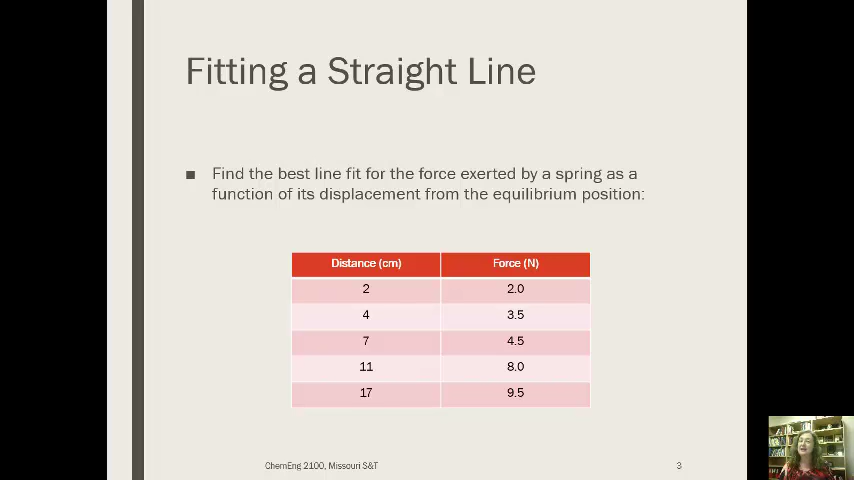 Fitting a Straight Line
■ Find the best line fit for the force exerted by a spring as a
function of its displacement from the equilibrium position:
Distance (cm) Force (N)
2 2.0
4 3.5
7 4.5
11 8.0
17 9.5
ChemEng 2100, Missouri S&T 3